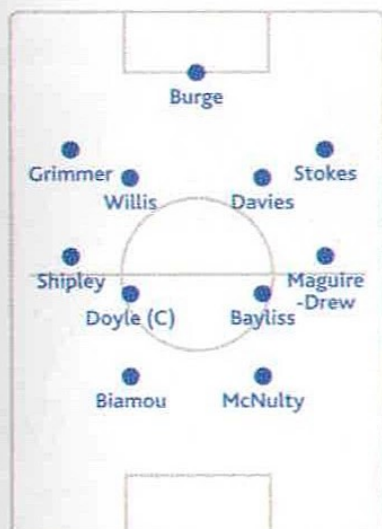 Burge
Grimmer
Stokes
Willis
Davies
Shipley
Maguire
-Drew
Doyle (C)
Bayliss
Biamou
McNulty